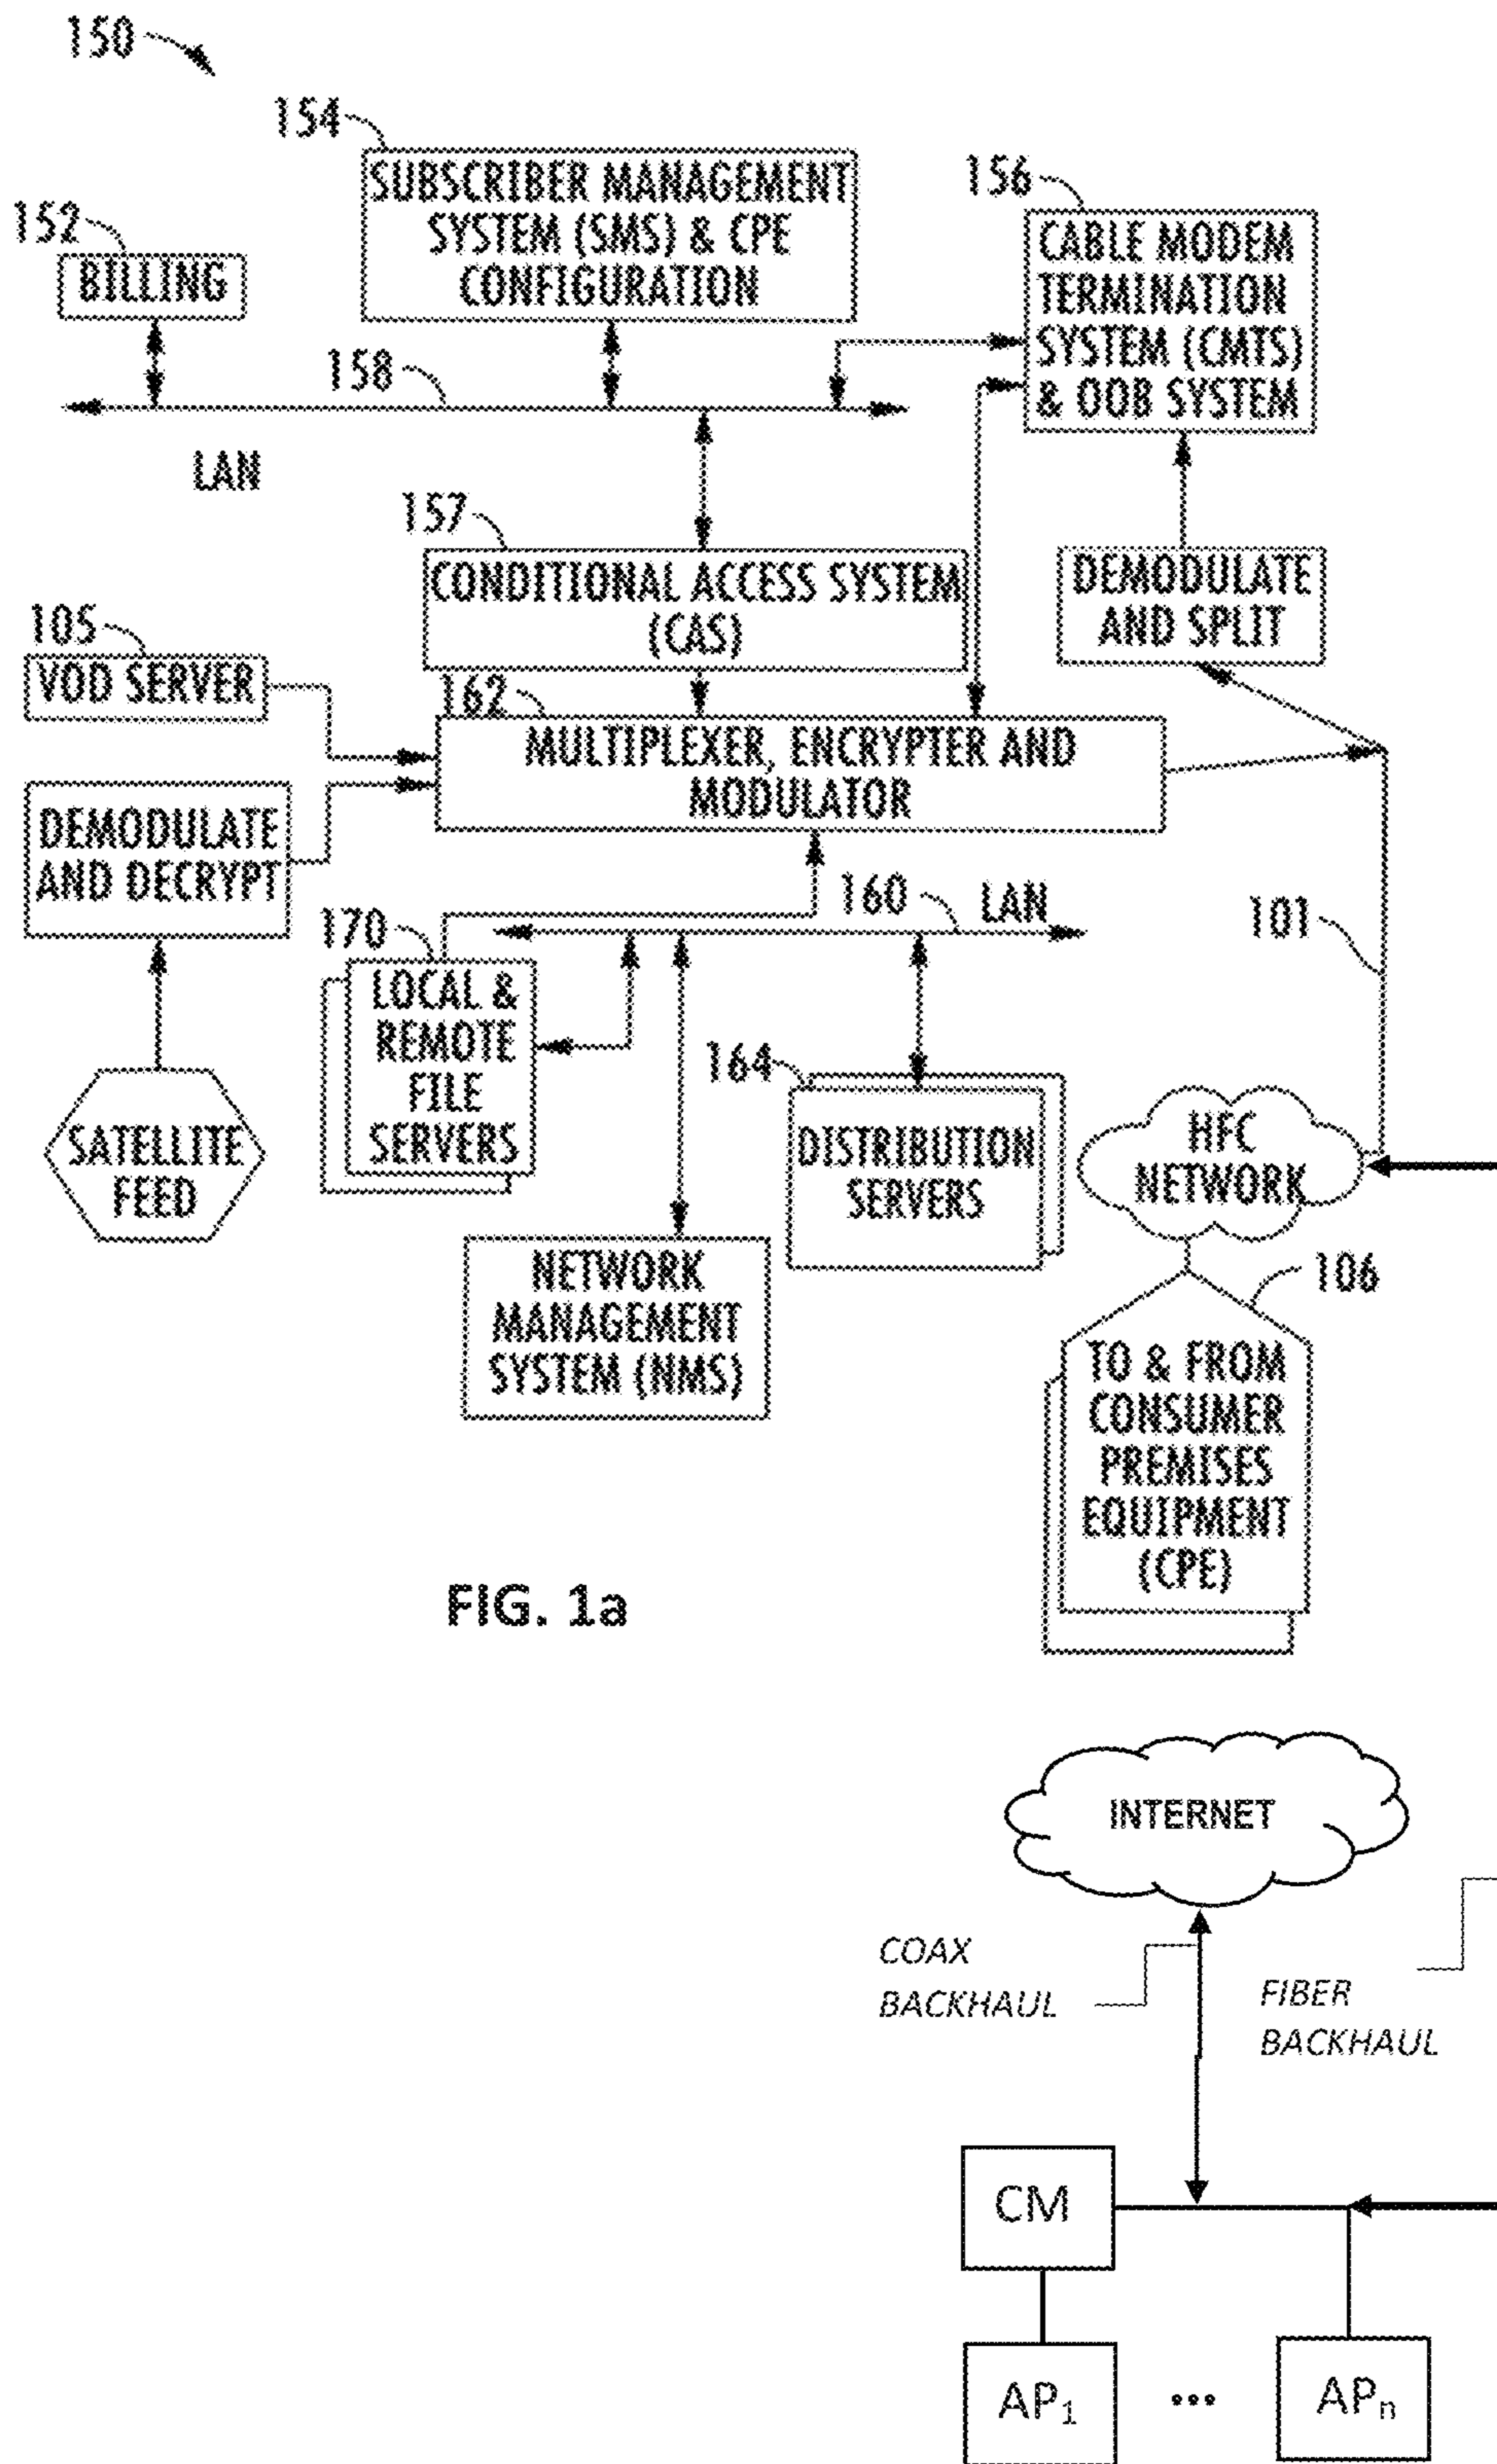 150
154
SUBSCRIBER MANAGEMENT
SYSTEM (SMS) & CPE
CONFIGURATION
152
BILLING
156
CABLE MODEM
TERMINATION
SYSTEM (CMTS)
& OOB SYSTEM
158
LAN
157
CONDITIONAL ACCESS SYSTEM
(CAS)
DEMODULATE
AND SPLIT
105
VOD SERVER
162
MULTIPLEXER, ENCRYPTER AND
MODULATOR
DEMODULATE
AND DECRYPT
160
LAN
101
170
LOCAL &
REMOTE
FILE
SERVERS
164
DISTRIBUTION
SERVERS
HFC
NETWORK
SATELLITE
FEED
NETWORK
MANAGEMENT
SYSTEM (NMS)
106
TO & FROM
CONSUMER
PREMISES
EQUIPMENT
(CPE)
FIG. 1a
INTERNET
COAX
BACKHAUL
FIBER
BACKHAUL
CM
AP₁
...
APₙ